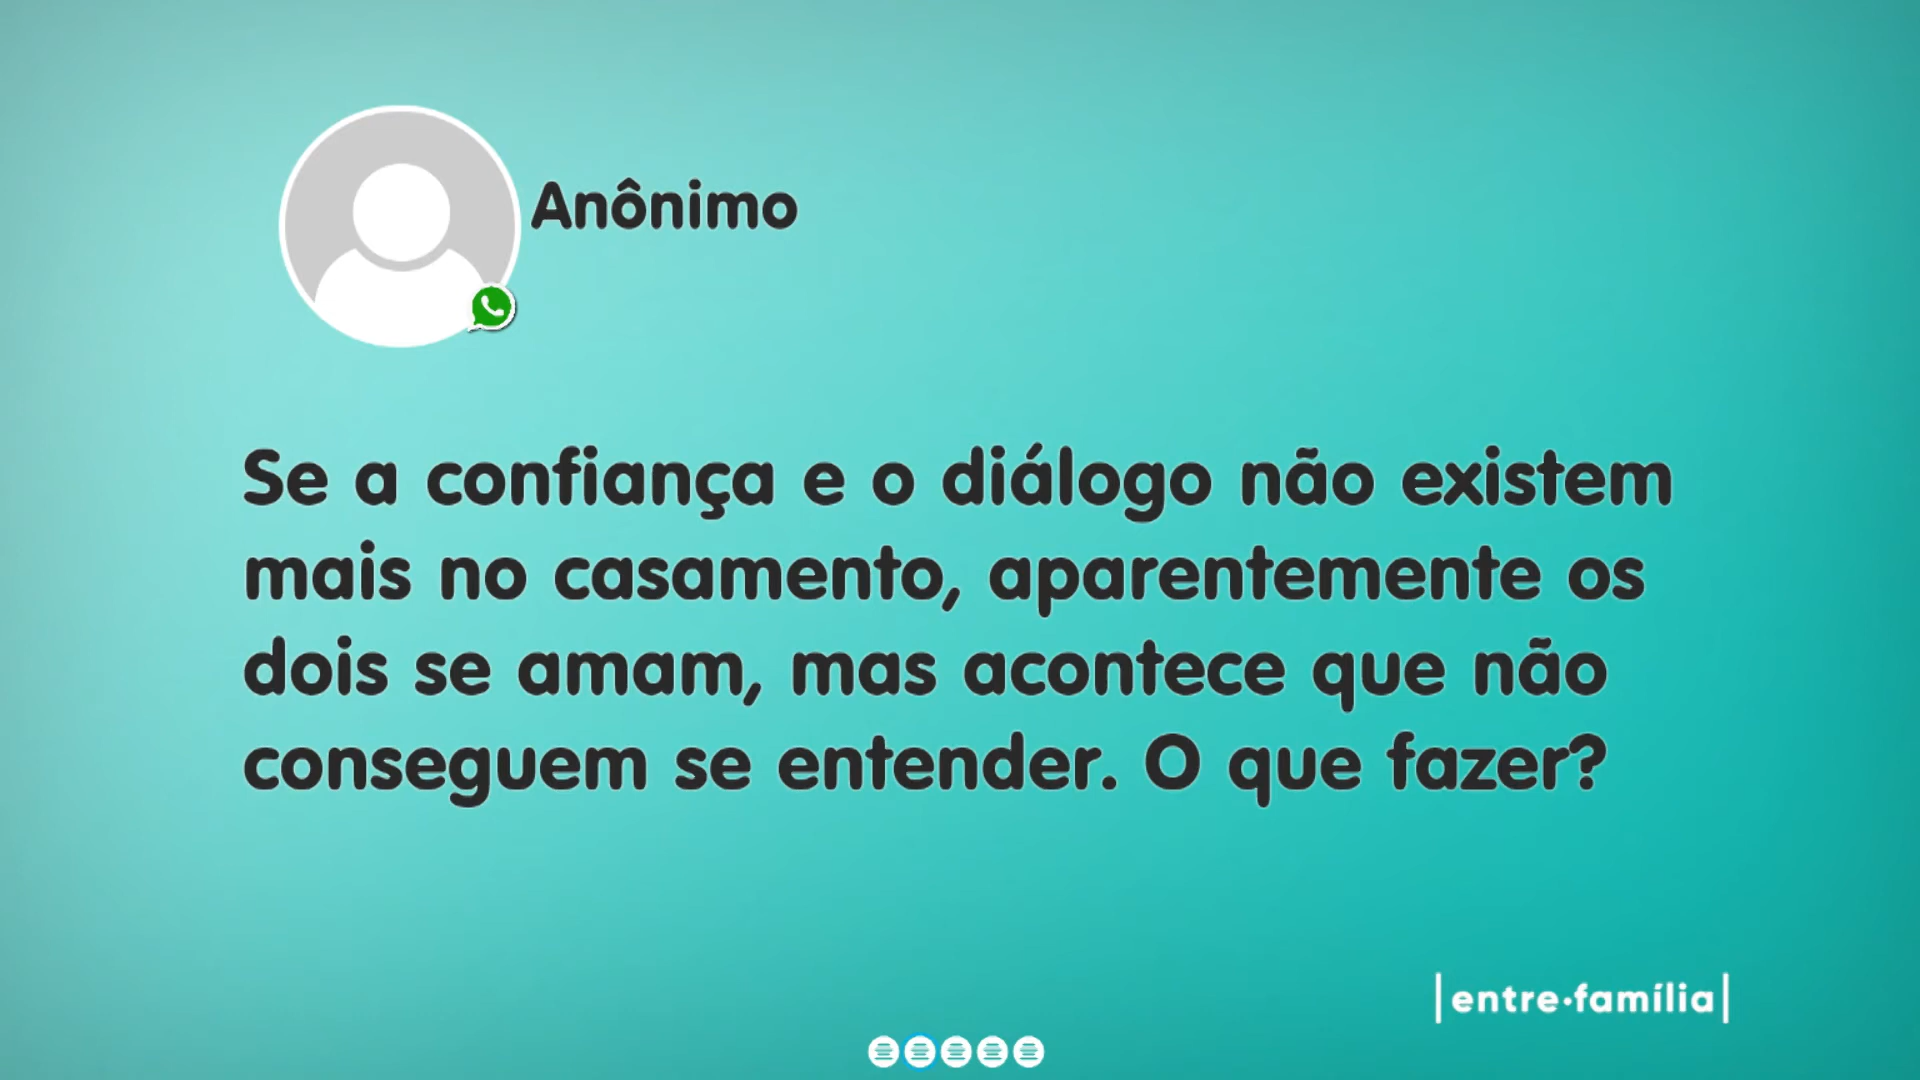 Anônimo
Se a confiança e o diálogo não existem
mais no casamento, aparentemente os
dois se amam, mas acontece que não
conseguem se entender. O que fazer?
|entre•família|